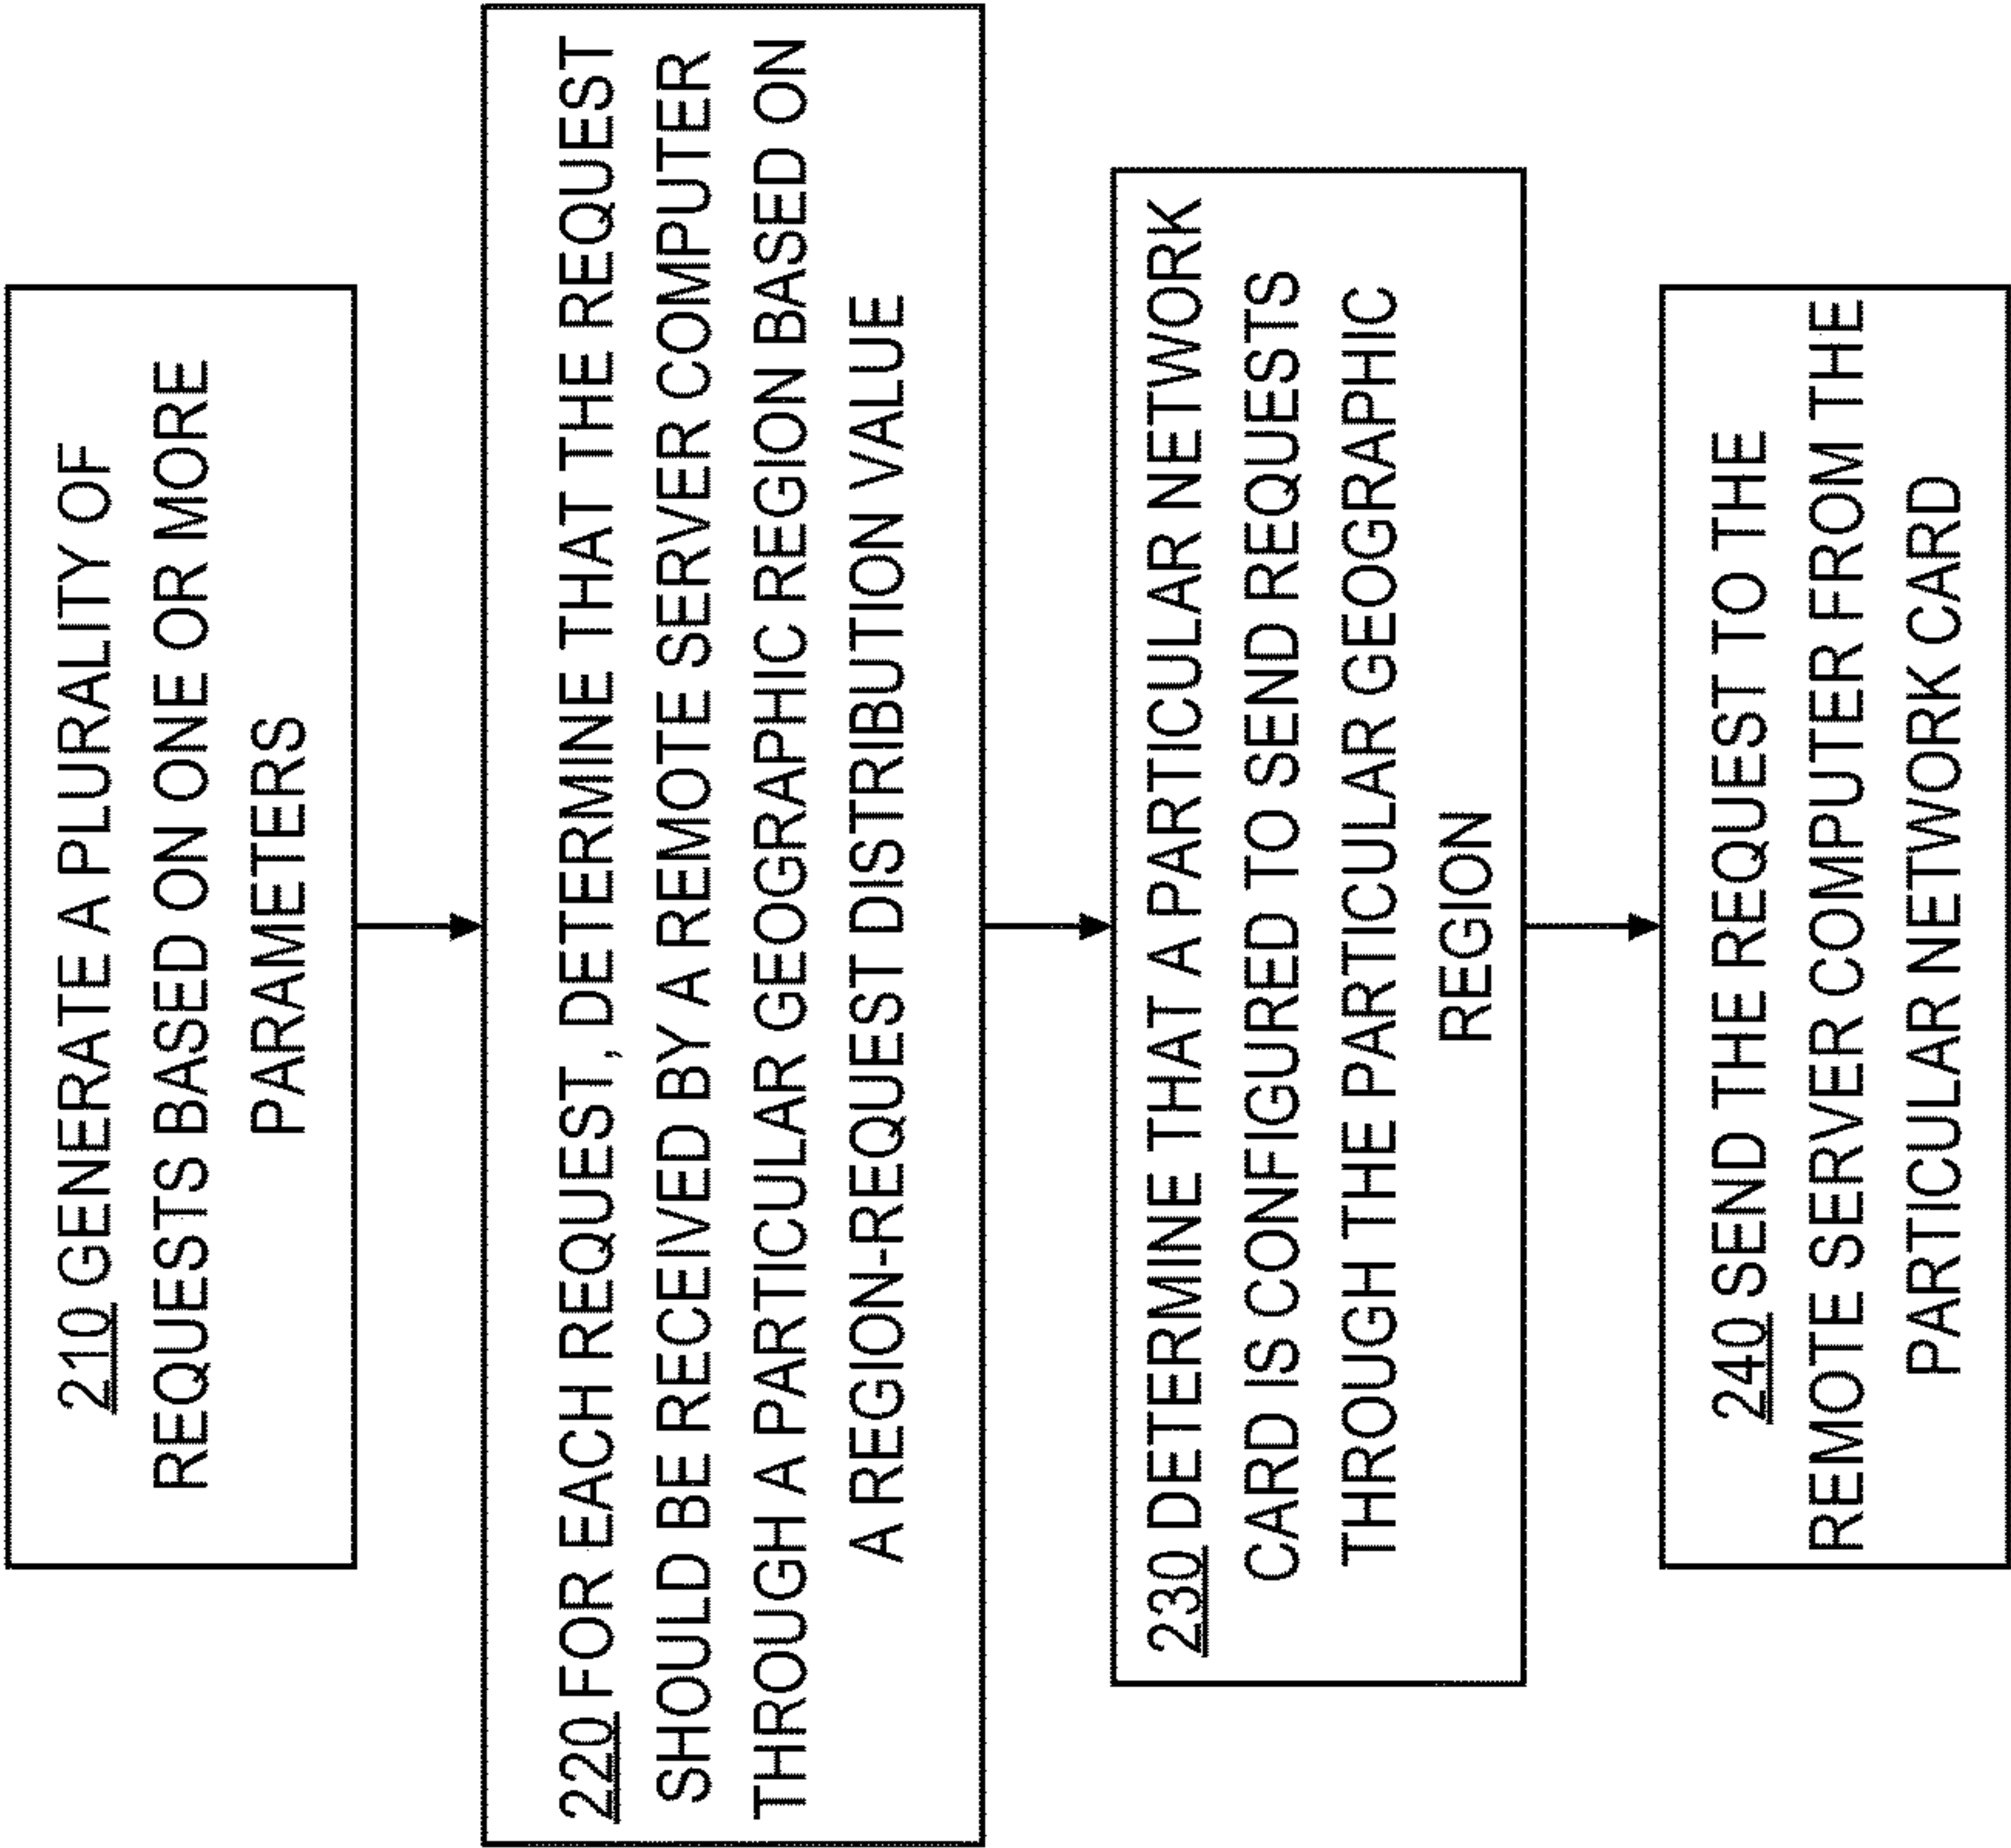 210 GENERATE A PLURALITY OF
REQUESTS BASED ON ONE OR MORE
PARAMETERS
220 FOR EACH REQUEST, DETERMINE THAT THE REQUEST
SHOULD BE RECEIVED BY A REMOTE SERVER COMPUTER
THROUGH A PARTICULAR GEOGRAPHIC REGION BASED ON
A REGION-REQUEST DISTRIBUTION VALUE
230 DETERMINE THAT A PARTICULAR NETWORK
CARD IS CONFIGURED TO SEND REQUESTS
THROUGH THE PARTICULAR GEOGRAPHIC
REGION
240 SEND THE REQUEST TO THE
REMOTE SERVER COMPUTER FROM THE
PARTICULAR NETWORK CARD